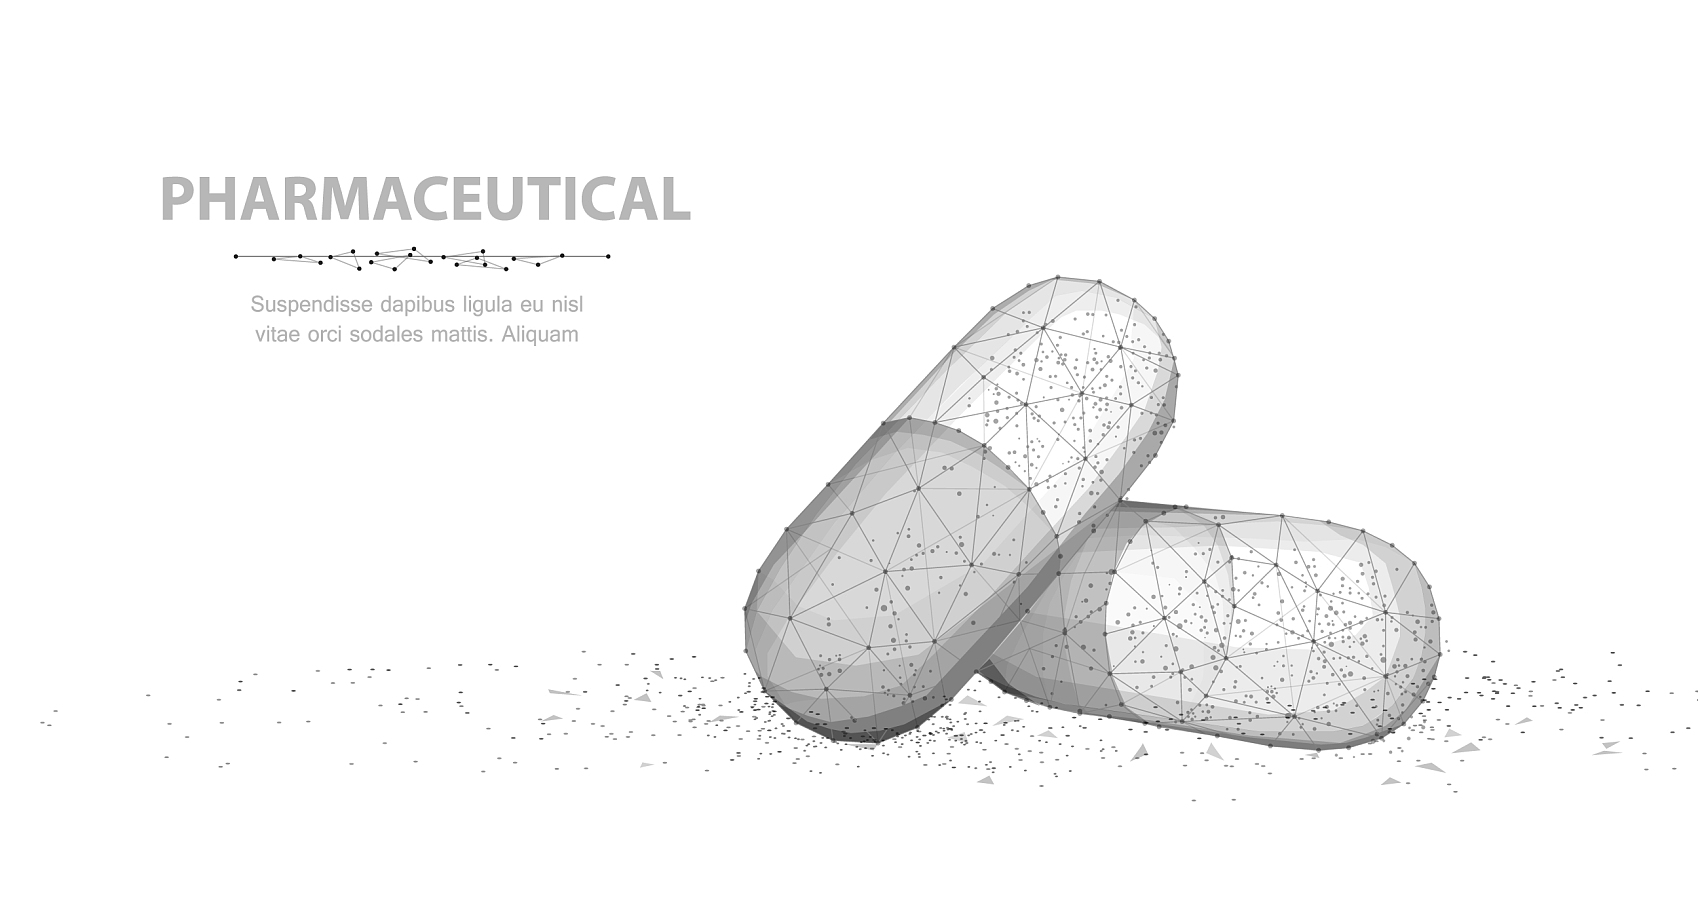 PHARMACEUTICAL
Suspendisse dapibus ligula eu nisl
vitae orci sodales mattis. Aliquam